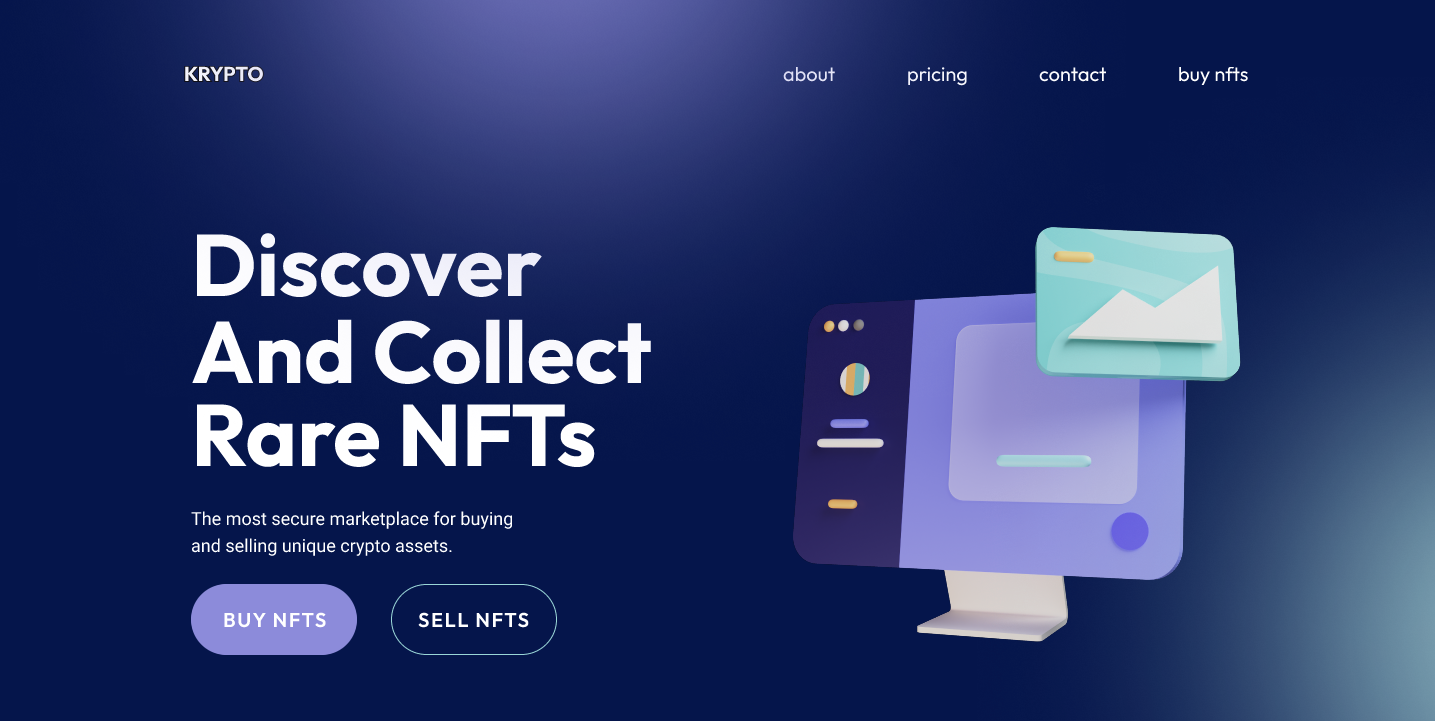 KRYPTO
about
pricing
contact
buy nfts
Discover
And Collect
Rare NFTs
The most secure marketplace for buying
and selling unique crypto assets.
BUY NFTS
SELL NFTS